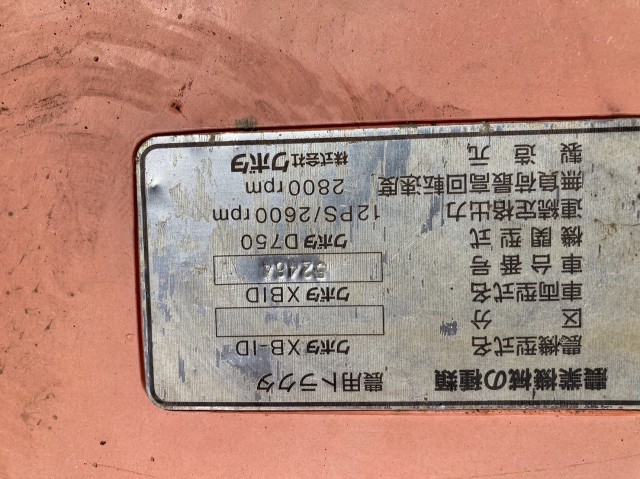 農業機械の種類 農用トラクタ
農機型式名 クボタ XB-1D
区分
車両型式名 クボタ XB1D
車台番号 52464
機関型式 クボタ D750
連続定格出力 12PS/2600rpm
無負荷最高回転速度 2800rpm
製造元 株式会社クボタ